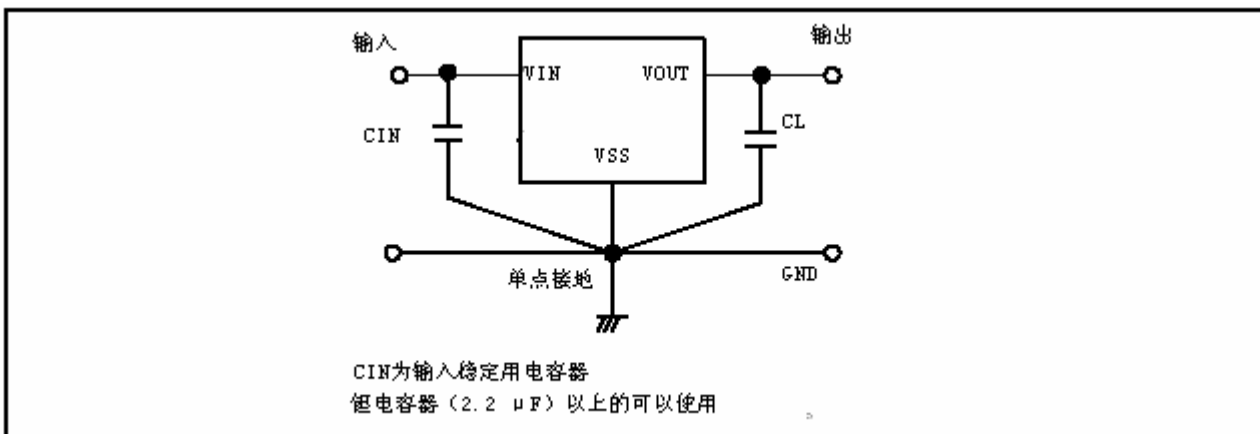 输入
输出
VIN
VOUT
CIN
CL
VSS
单点接地
GND
CIN为输入稳定用电容器
钽电容器（2.2 μF）以上的可以使用